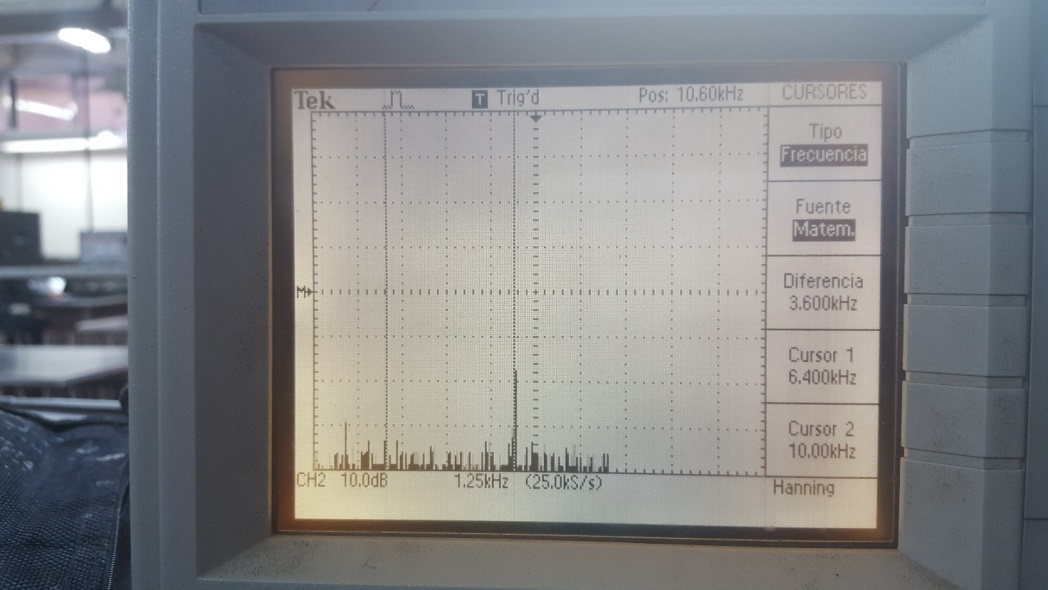 Tek T Trig'd Pos: 10.60kHz CURSORES
Tipo
Frecuencia
Fuente
Matem.
M
Diferencia
3.600kHz
Cursor 1
6.400kHz
Cursor 2
10.00kHz
CH2 10.0dB 1.25kHz (25.0kS/s) Hanning